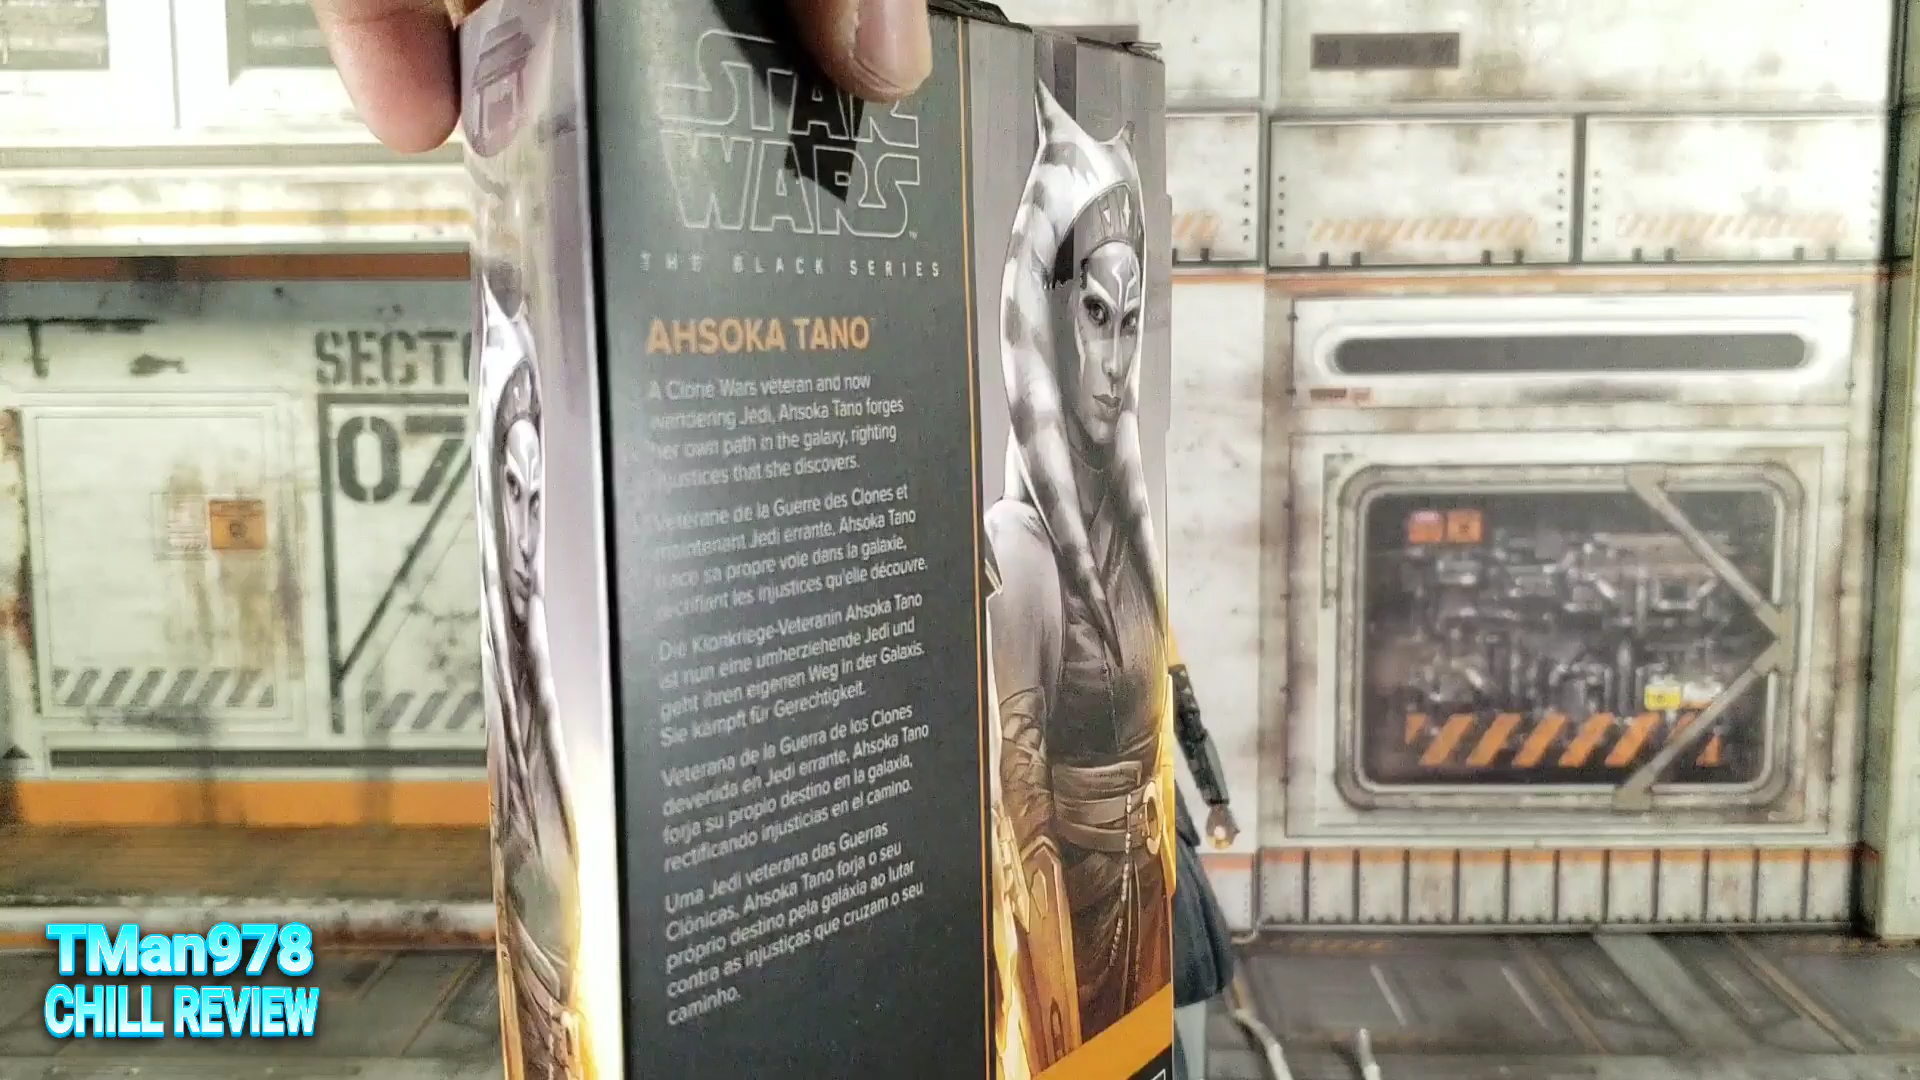 STAR
WARS
THE BLACK SERIES
AHSOKA TANO
A Clone Wars veteran and now
wandering Jedi, Ahsoka Tano forges
her own path in the galaxy, righting
injustices that she discovers.
Vétérane de la Guerre des Clones et
maintenant Jedi errante, Ahsoka Tano
trace sa propre voie dans la galaxie,
rectifiant les injustices qu'elle découvre.
Die Klonkriege-Veteranin Ahsoka Tano
ist nun eine umherziehende Jedi und
geht ihren eigenen Weg in der Galaxis.
Sie kämpft für Gerechtigkeit.
Veterana de la Guerra de los Clones
devenida en Jedi errante, Ahsoka Tano
forja su propio destino en la galaxia,
rectificando injusticias en el camino.
Uma Jedi veterana das Guerras
Clônicas, Ahsoka Tano forja o seu
próprio destino pela galáxia ao lutar
contra as injustiças que cruzam o seu
caminho.
SECTO
07
TMan978
CHILL REVIEW